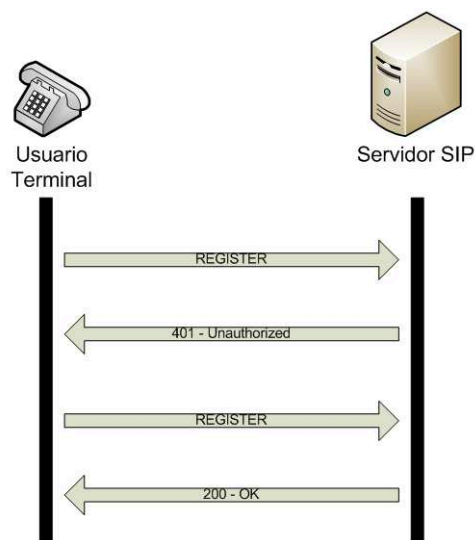 Usuario
Terminal
Servidor SIP
REGISTER
401 - Unauthorized
REGISTER
200 - OK